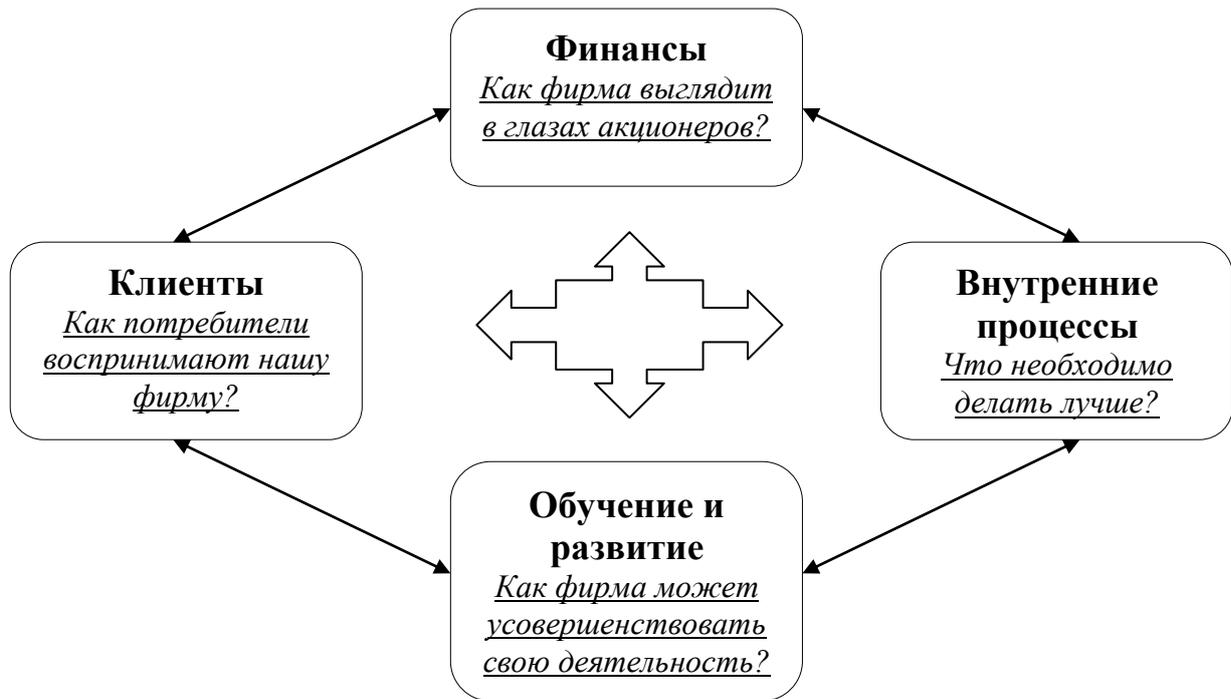 Финансы
Как фирма выглядит
в глазах акционеров?
Клиенты
Как потребители
воспринимают нашу
фирму?
Внутренние
процессы
Что необходимо
делать лучше?
Обучение и
развитие
Как фирма может
усовершенствовать
свою деятельность?